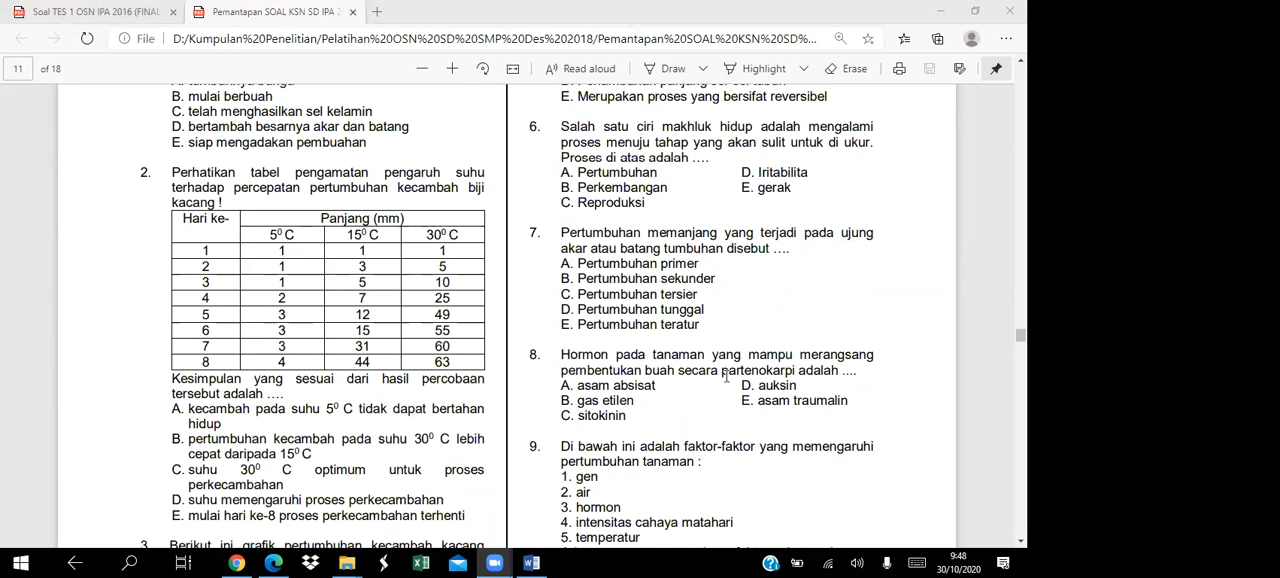 Soal TES 1 OSN IPA 2016 (FINAL
Pemantapan SOAL KSN SD IPA 2
File
D:/Kumpulan%20Penelitian/Pelatihan%20OSN%20SD%20SMP%20Des%202018/Pemantapan%20SOAL%20KSN%20SD%...
11 of 18
Read aloud
Draw
Highlight
Erase
B. mulai berbuah
C. telah menghasilkan sel kelamin
D. bertambah besarnya akar dan batang
E. siap mengadakan pembuahan
2. Perhatikan tabel pengamatan pengaruh suhu
terhadap percepatan pertumbuhan kecambah biji
kacang !
Hari ke- Panjang (mm)
5⁰ C 15⁰ C 30⁰ C
1 1 1 1
2 1 3 5
3 1 5 10
4 2 7 25
5 3 12 49
6 3 15 55
7 3 31 60
8 4 44 63
Kesimpulan yang sesuai dari hasil percobaan
tersebut adalah ….
A. kecambah pada suhu 5⁰ C tidak dapat bertahan
hidup
B. pertumbuhan kecambah pada suhu 30⁰ C lebih
cepat daripada 15⁰ C
C. suhu 30⁰ C optimum untuk proses
perkecambahan
D. suhu memengaruhi proses perkecambahan
E. mulai hari ke-8 proses perkecambahan terhenti
3. Berikut ini grafik pertumbuhan kecambah kacang
E. Merupakan proses yang bersifat reversibel
6. Salah satu ciri makhluk hidup adalah mengalami
proses menuju tahap yang akan sulit untuk di ukur.
Proses di atas adalah ….
A. Pertumbuhan D. Iritabilita
B. Perkembangan E. gerak
C. Reproduksi
7. Pertumbuhan memanjang yang terjadi pada ujung
akar atau batang tumbuhan disebut ….
A. Pertumbuhan primer
B. Pertumbuhan sekunder
C. Pertumbuhan tersier
D. Pertumbuhan tunggal
E. Pertumbuhan teratur
8. Hormon pada tanaman yang mampu merangsang
pembentukan buah secara partenokarpi adalah ....
A. asam absisat D. auksin
B. gas etilen E. asam traumalin
C. sitokinin
9. Di bawah ini adalah faktor-faktor yang memengaruhi
pertumbuhan tanaman :
1. gen
2. air
3. hormon
4. intensitas cahaya matahari
5. temperatur
9:48
30/10/2020